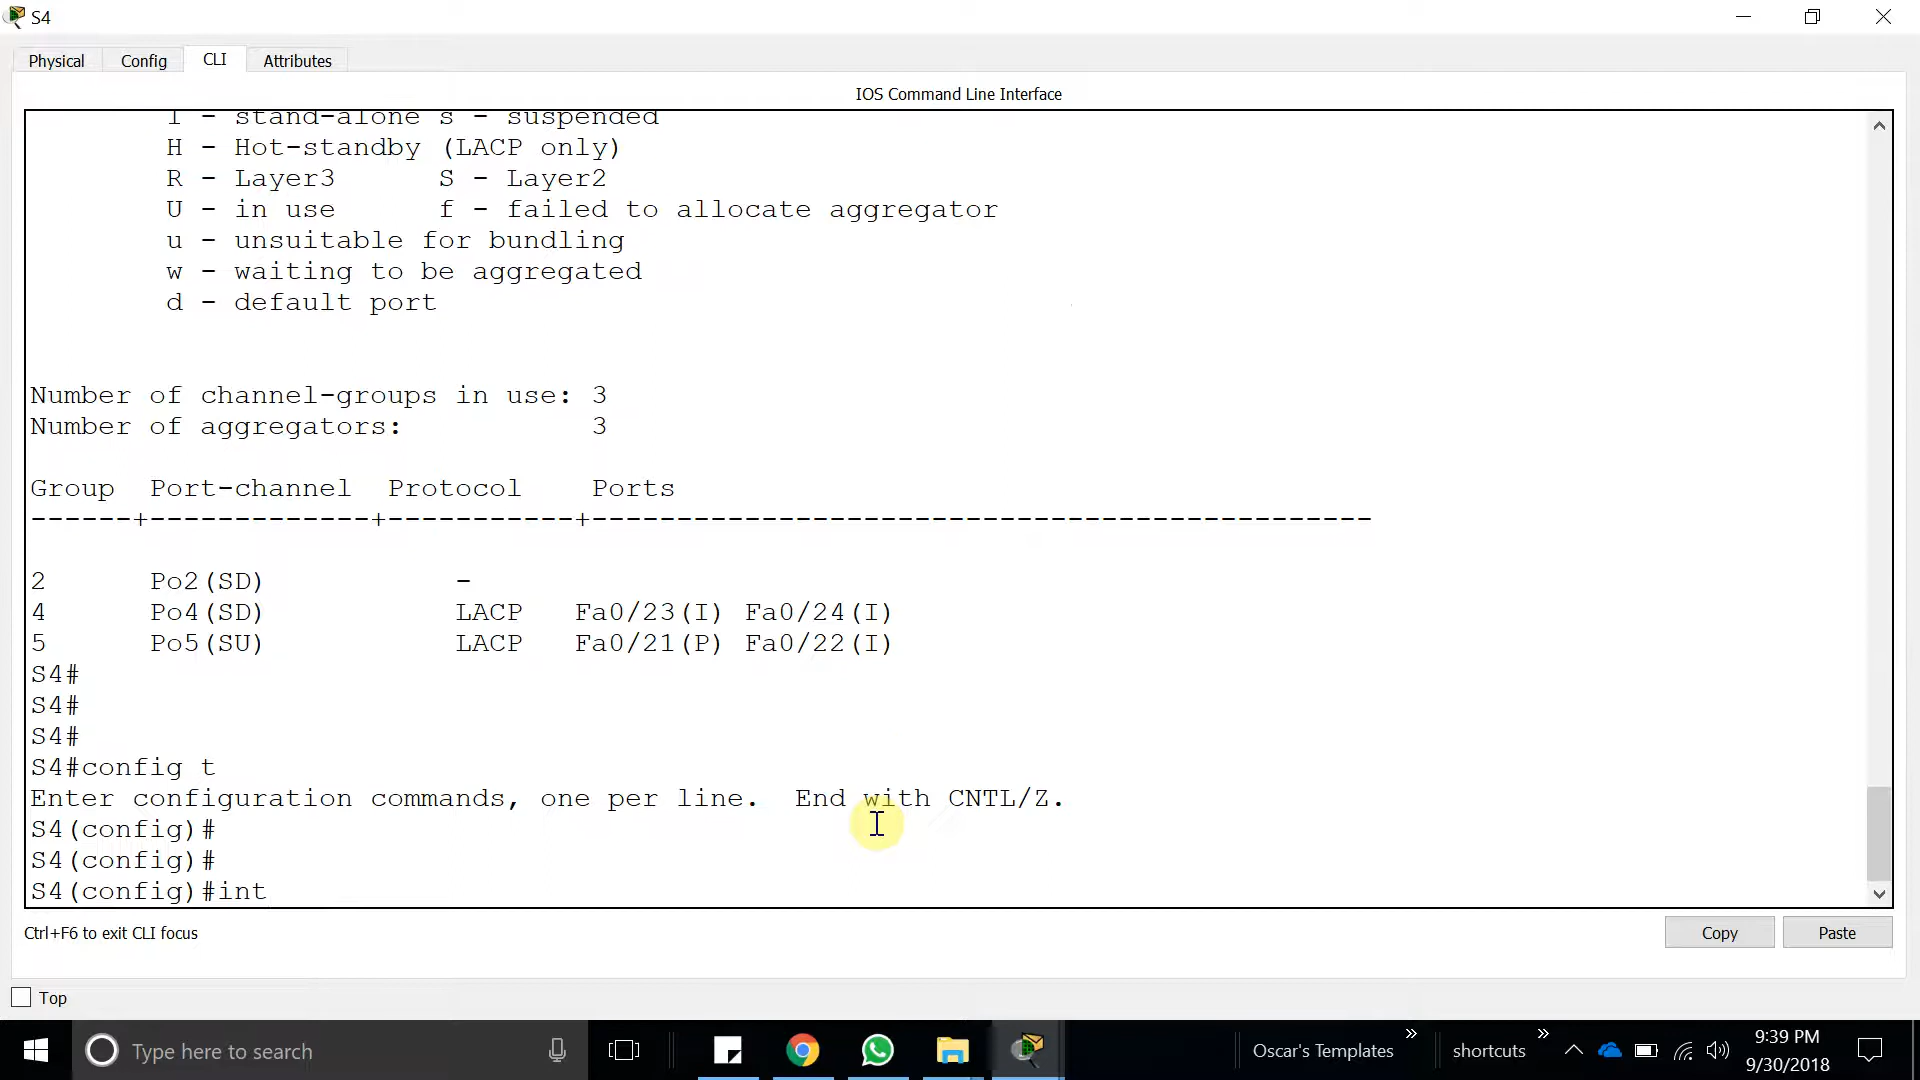 S4
Physical Config CLI Attributes
IOS Command Line Interface
I - stand-alone s - suspended
H - Hot-standby (LACP only)
R - Layer3 S - Layer2
U - in use f - failed to allocate aggregator
u - unsuitable for bundling
w - waiting to be aggregated
d - default port
Number of channel-groups in use: 3
Number of aggregators: 3
Group Port-channel Protocol Ports
------+-------------+-----------+----------------------------------------------
2 Po2(SD) -
4 Po4(SD) LACP Fa0/23(I) Fa0/24(I)
5 Po5(SU) LACP Fa0/21(P) Fa0/22(I)
S4#
S4#
S4#
S4#config t
Enter configuration commands, one per line. End with CNTL/Z.
S4(config)#
S4(config)#
S4(config)#int
Ctrl+F6 to exit CLI focus
Copy Paste
Top
Type here to search
Oscar's Templates » shortcuts »
9:39 PM
9/30/2018